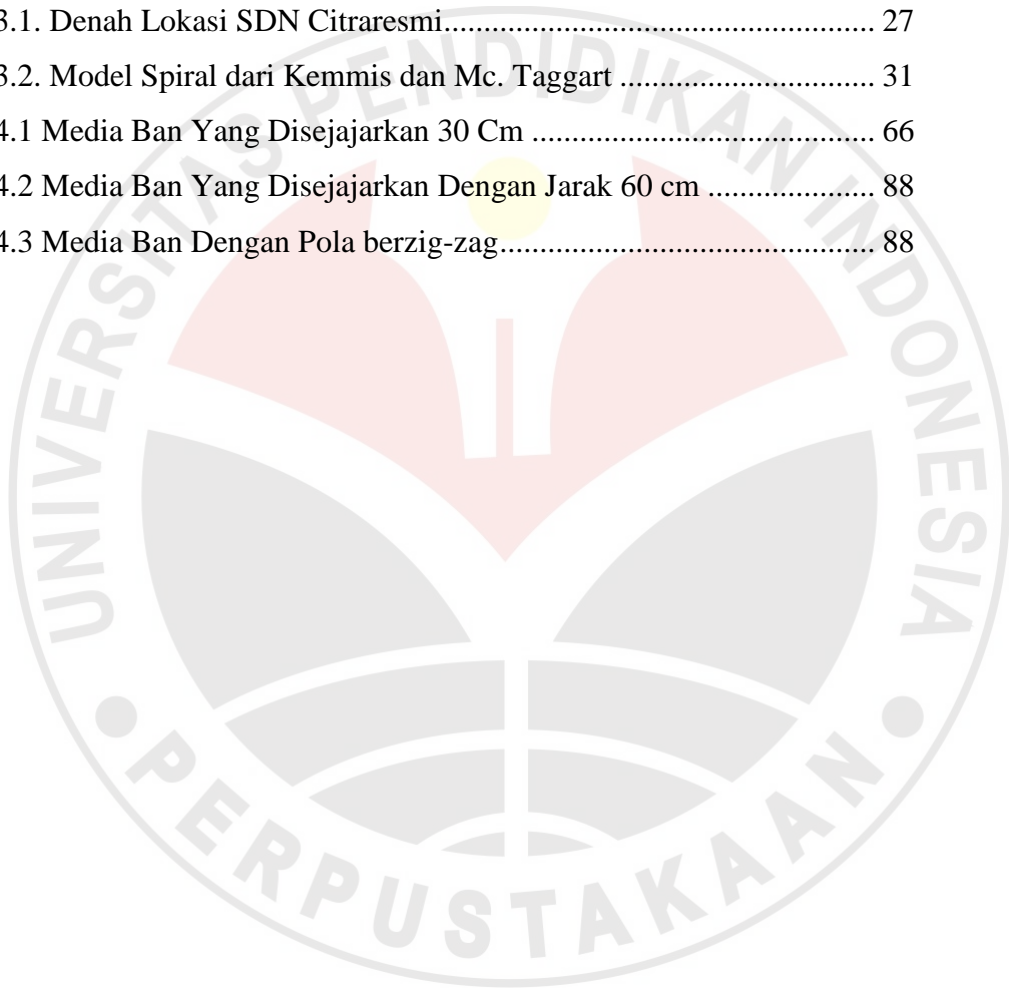 3.1. Denah Lokasi SDN Citraresmi..................................................... 27
3.2. Model Spiral dari Kemmis dan Mc. Taggart ............................... 31
4.1 Media Ban Yang Disejajarkan 30 Cm .......................................... 66
4.2 Media Ban Yang Disejajarkan Dengan Jarak 60 cm .................... 88
4.3 Media Ban Dengan Pola berzig-zag.............................................. 88
UNIVERSITAS PENDIDIKAN INDONESIA
PERPUSTAKAAN